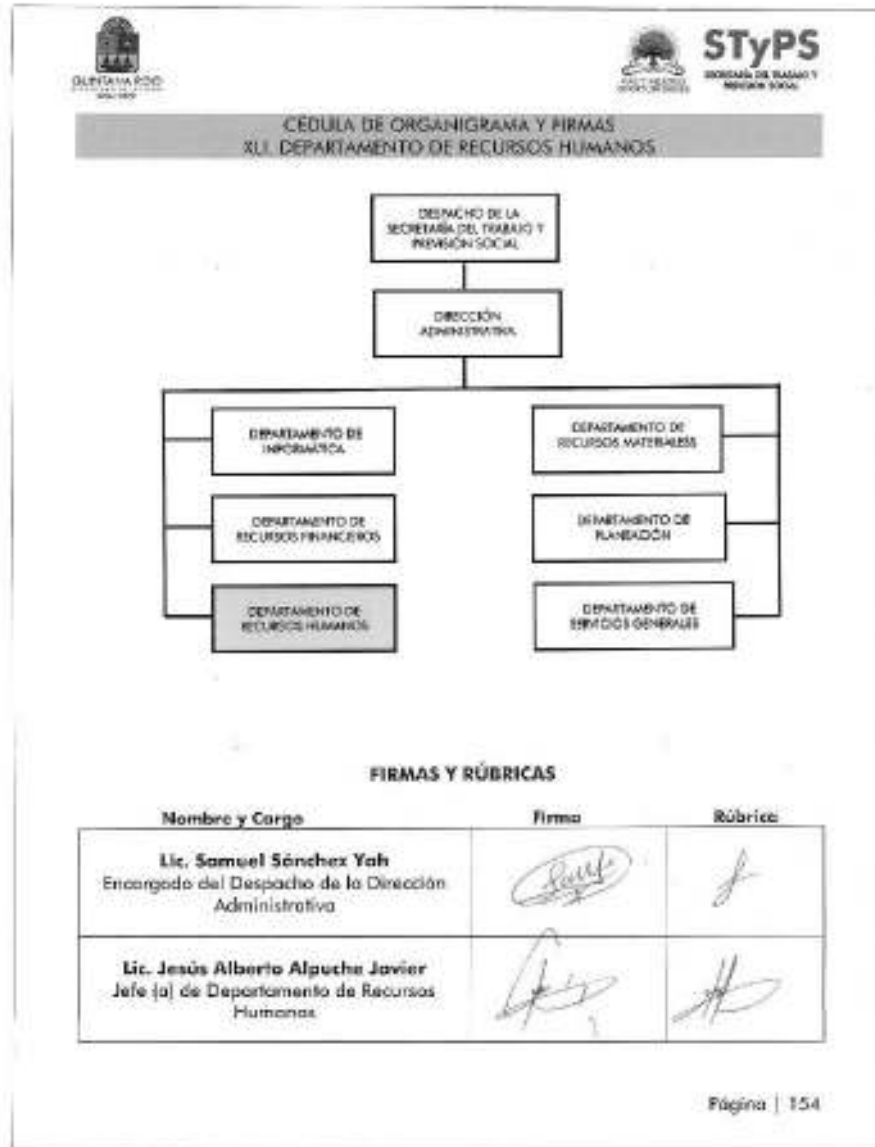 QUINTANA ROO
STyPS
SECRETARÍA DEL TRABAJO Y
PREVISIÓN SOCIAL
OPORTUNIDADES
CÉDULA DE ORGANIGRAMA Y FIRMAS
XLI. DEPARTAMENTO DE RECURSOS HUMANOS
DESPACHO DE LA
SECRETARÍA DEL TRABAJO Y
PREVISIÓN SOCIAL
DIRECCIÓN
ADMINISTRATIVA
DEPARTAMENTO DE
INFORMÁTICA
DEPARTAMENTO DE
RECURSOS MATERIALESS
DEPARTAMENTO DE
RECURSOS FINANCIEROS
DEPARTAMENTO DE
PLANEACIÓN
DEPARTAMENTO DE
RECURSOS HUMANOS
DEPARTAMENTO DE
SERVICIOS GENERALES
FIRMAS Y RÚBRICAS
Nombre y Cargo Firma Rúbrica
Lic. Samuel Sánchez Yah
Encargado del Despacho de la Dirección
Administrativa
Lic. Jesús Alberto Alpuche Javier
Jefe (a) de Departamento de Recursos
Humanos
Página | 154